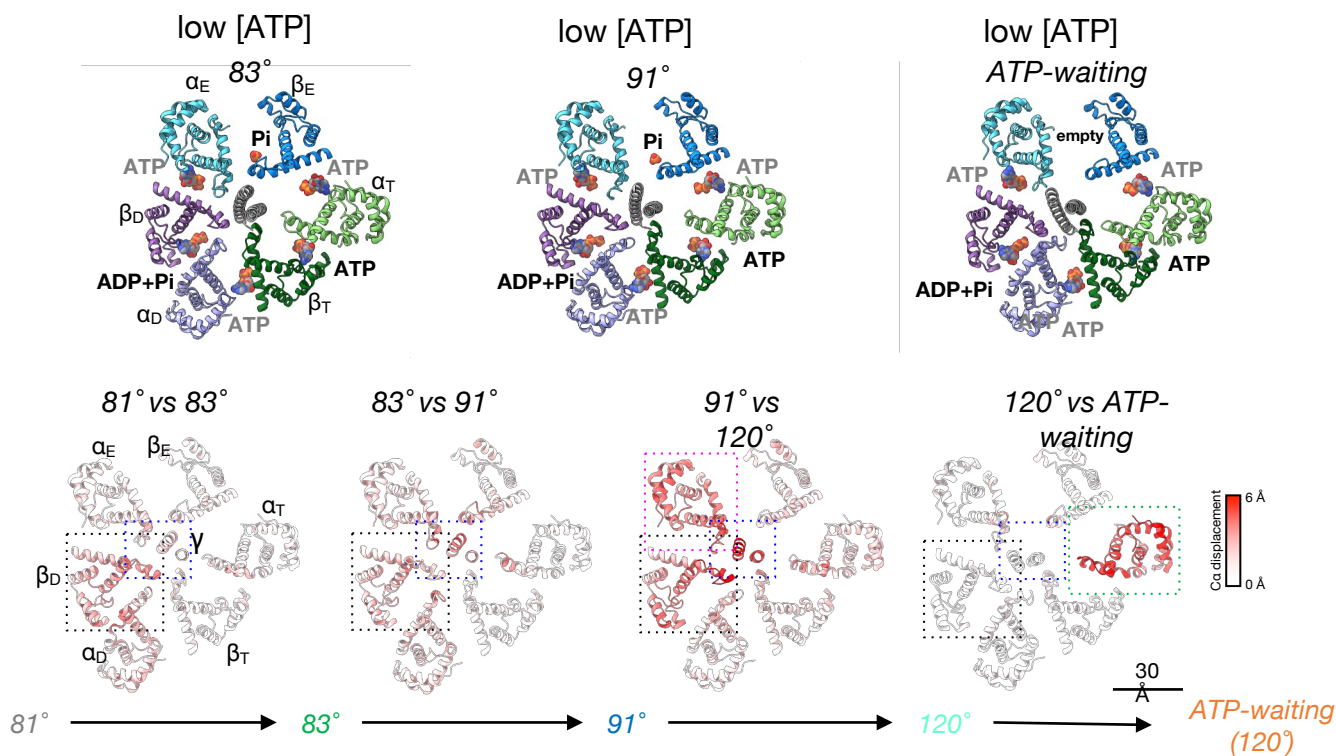 low [ATP]
83°
low [ATP]
91°
low [ATP]
ATP-waiting
αE
βE
Pi
ATP
ATP
αT
βD
ADP+Pi
ATP
αD
ATP
βT
Pi
ATP
ATP
ADP+Pi
ATP
ATP
empty
ATP
ATP
ADP+Pi
ATP
ATP
ATP
81° vs 83°
83° vs 91°
91° vs
120°
120° vs ATP-
waiting
αE
βE
αT
γ
βD
αD
βT
Cα displacement
6 Å
0 Å
30
Å
81°
83°
91°
120°
ATP-waiting
(120°)